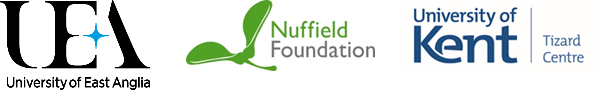 UEA
University of East Anglia
Nuffield
Foundation
University of
Kent
Tizard
Centre